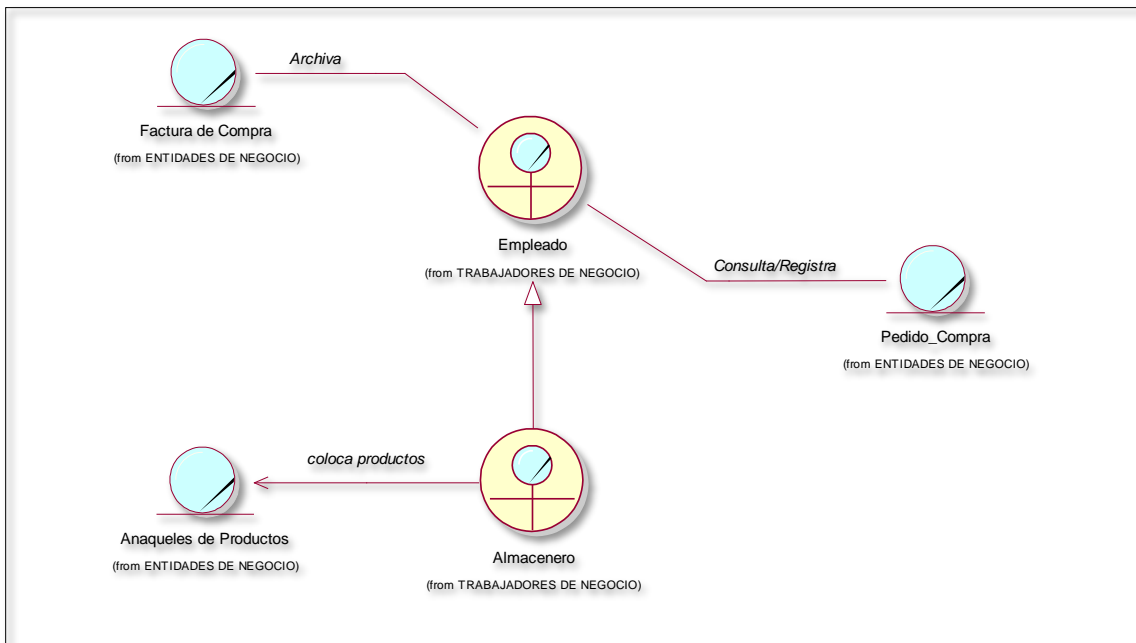 Archiva
Factura de Compra
(from ENTIDADES DE NEGOCIO)
Empleado
(from TRABAJADORES DE NEGOCIO)
Consulta/Registra
Pedido_Compra
(from ENTIDADES DE NEGOCIO)
coloca productos
Anaqueles de Productos
(from ENTIDADES DE NEGOCIO)
Almacenero
(from TRABAJADORES DE NEGOCIO)